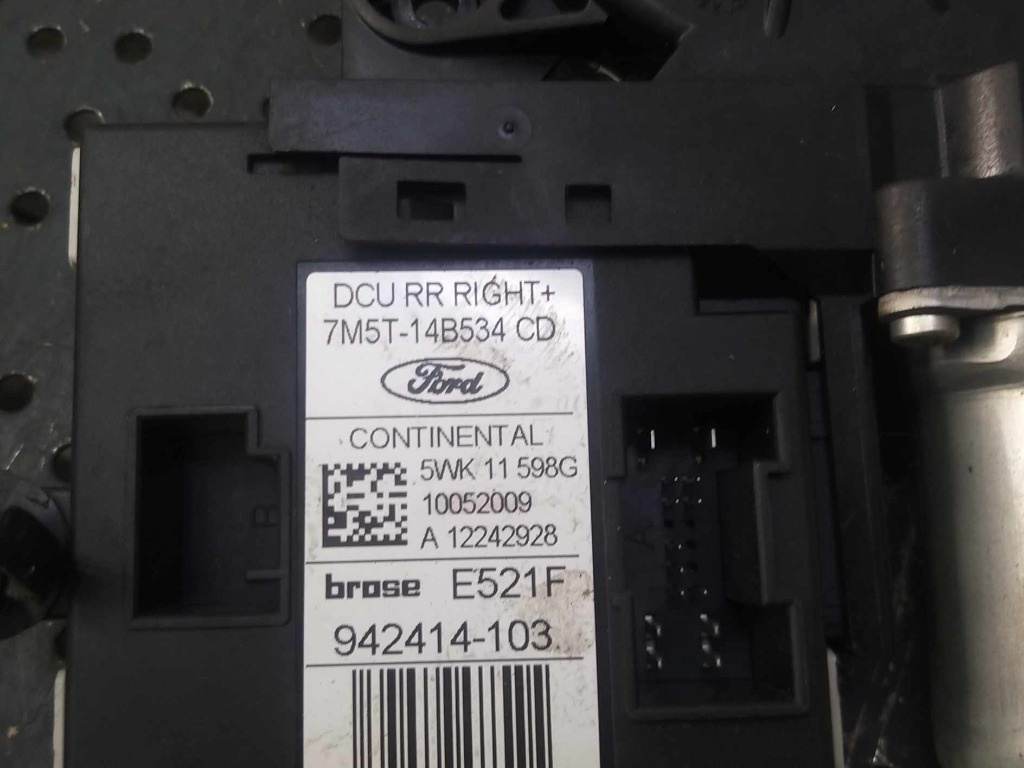 DCU RR RIGHT+
7M5T-14B534 CD
Ford
CONTINENTAL
5WK 11 598G
10052009
A 12242928
brose E521F
942414-103
B
A